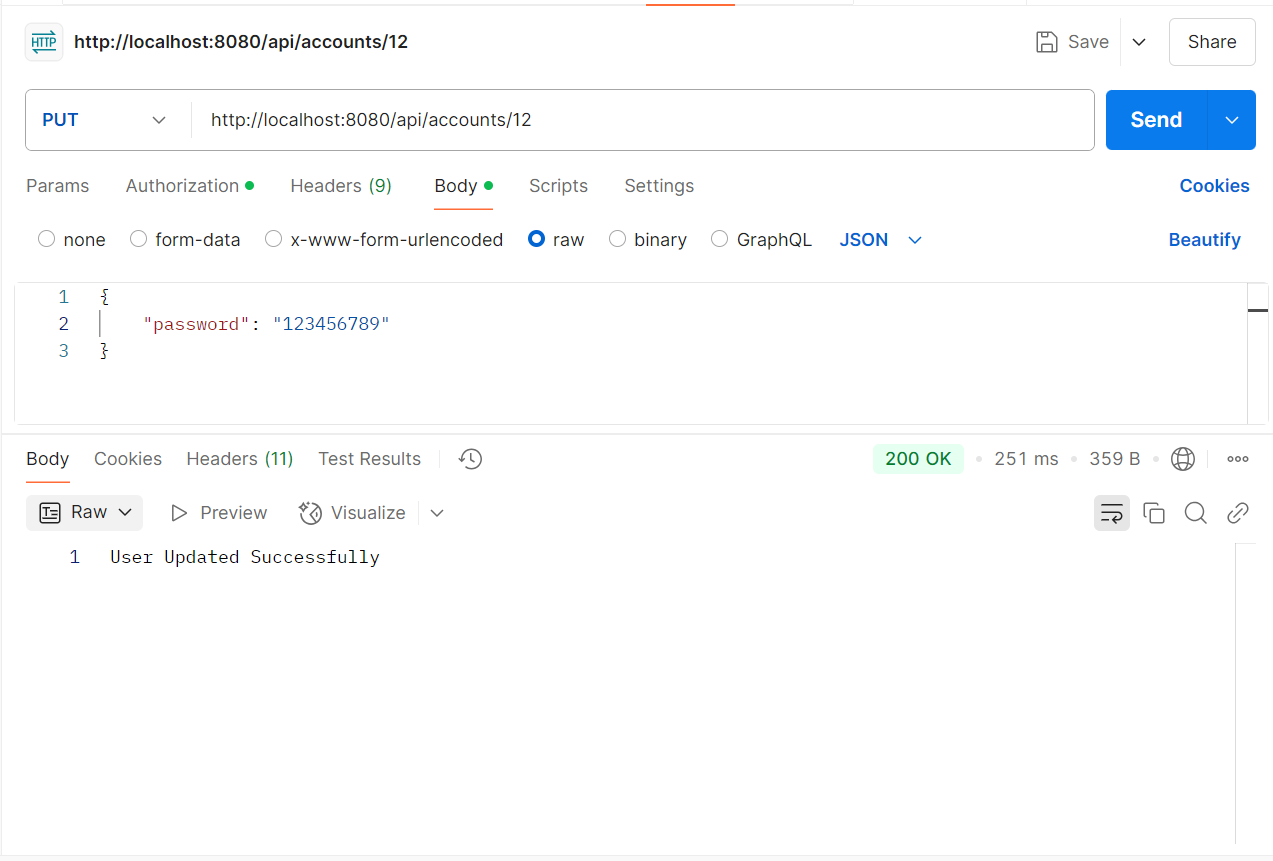 HTTP http://localhost:8080/api/accounts/12 Save Share
PUT http://localhost:8080/api/accounts/12 Send
Params Authorization Headers (9) Body Scripts Settings Cookies
none form-data x-www-form-urlencoded raw binary GraphQL JSON Beautify
1 {
2 "password": "123456789"
3 }
Body Cookies Headers (11) Test Results 200 OK 251 ms 359 B
Raw Preview Visualize
1 User Updated Successfully